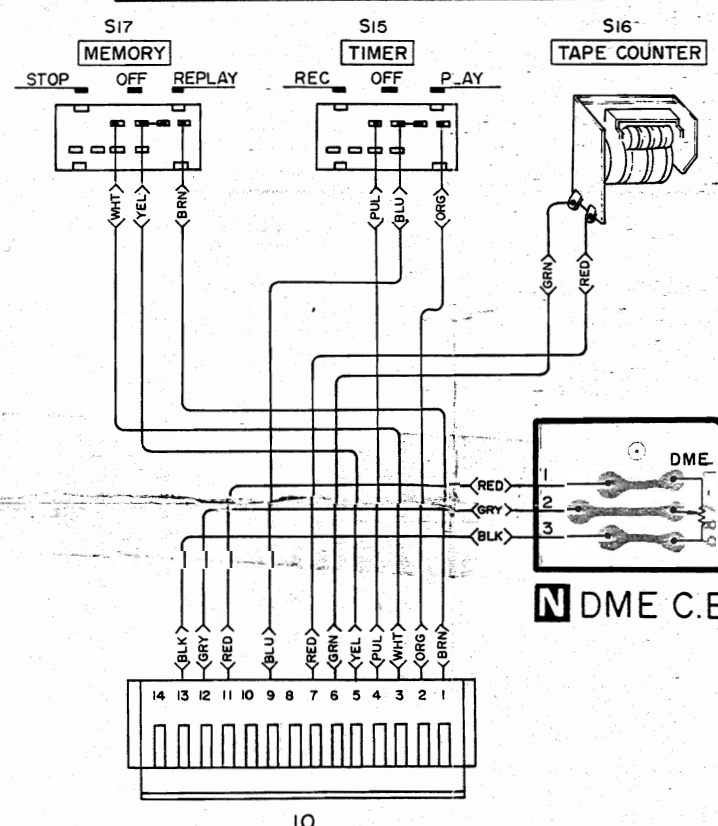 S17 S15 S16
MEMORY TIMER TAPE COUNTER
STOP OFF REPLAY REC OFF P_AY
WHT YEL BRN PUL BLU ORG
GRN RED
DME
1 RED
2 GRY
3 BLK
N DME C.B
BLK GRY RED BLU RED GRN YEL PUL WHT ORG BRN
14 13 12 11 10 9 8 7 6 5 4 3 2 1